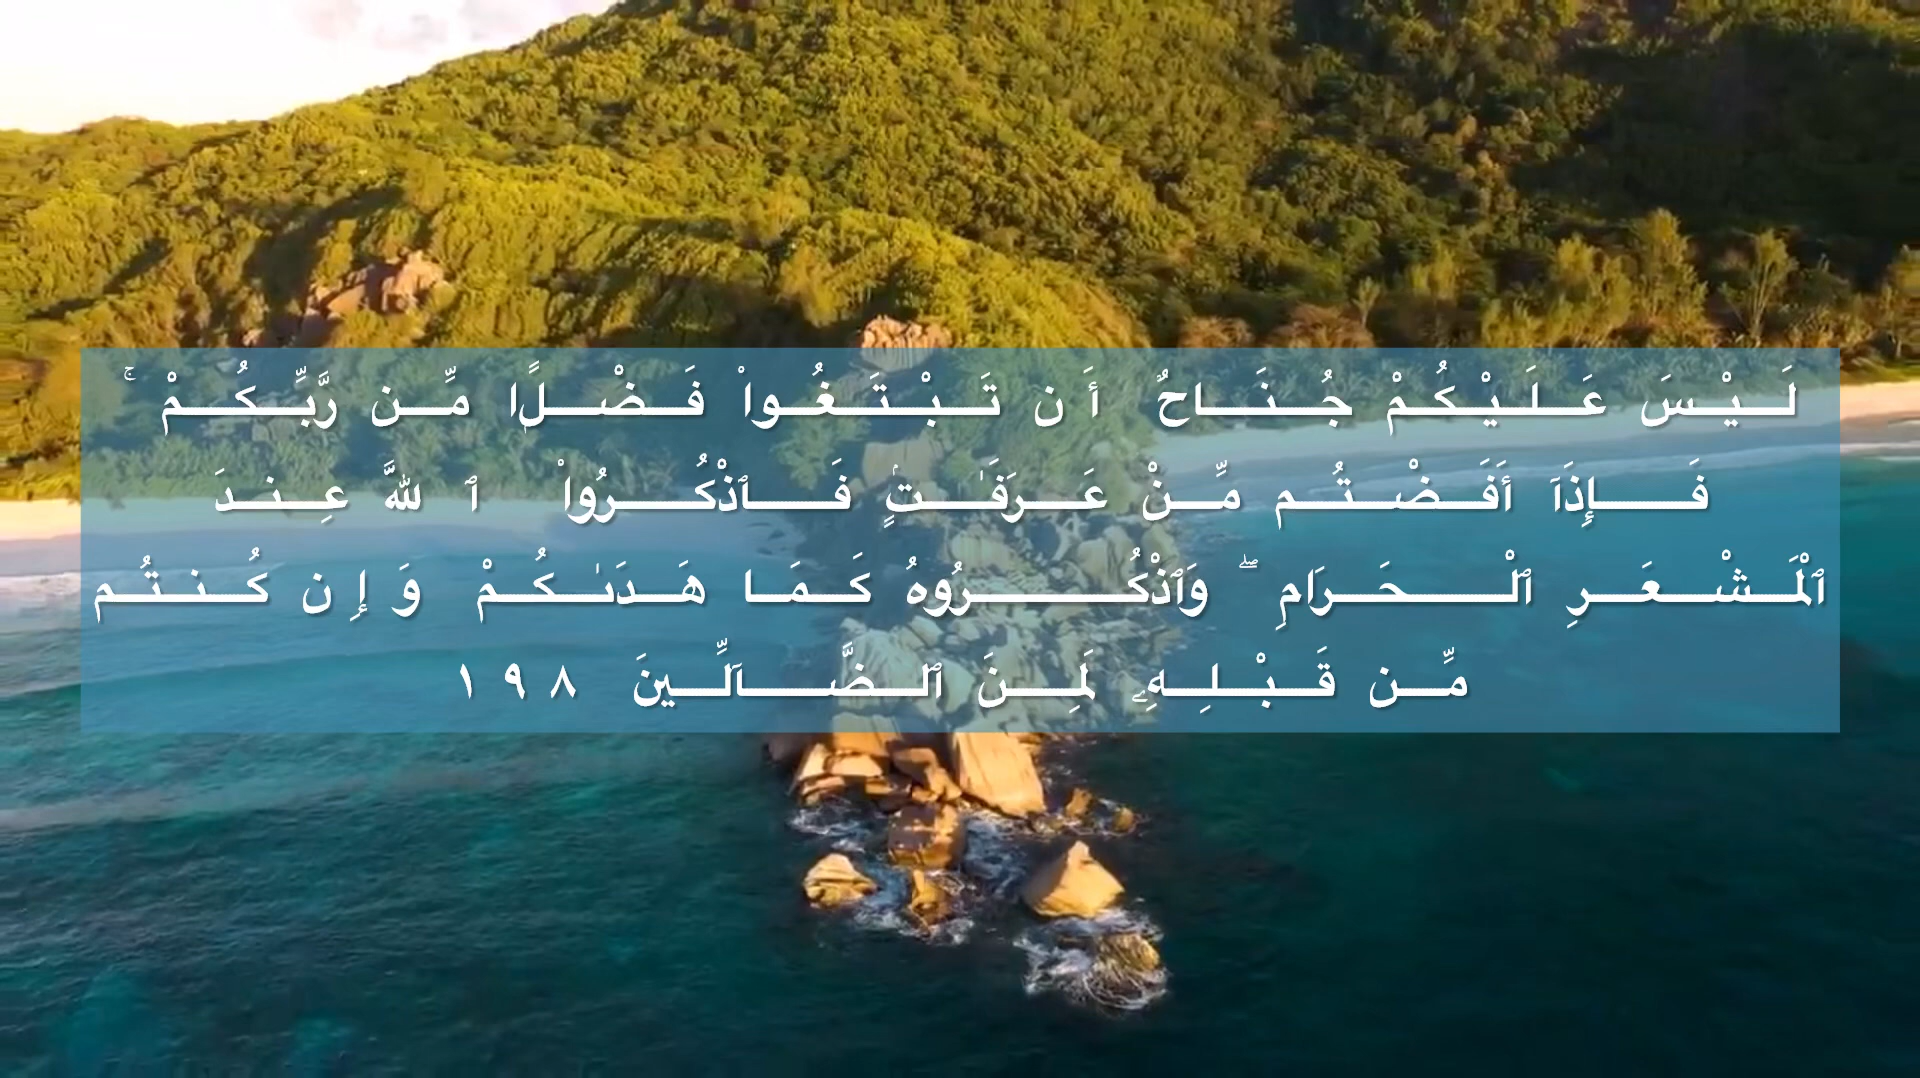 لَيْسَ عَلَيْكُمْ جُنَاحٌ أَن تَبْتَغُوا۟ فَضْلًا مِّن رَّبِّكُمْ ۚ
فَإِذَآ أَفَضْتُم مِّنْ عَرَفَـٰتٍ فَٱذْكُرُوا۟ ٱللَّهَ عِندَ
ٱلْمَشْعَرِ ٱلْحَرَامِ ۖ وَٱذْكُرُوهُ كَمَا هَدَىٰكُمْ وَإِن كُنتُم
مِّن قَبْلِهِۦ لَمِنَ ٱلضَّآلِّينَ ١٩٨